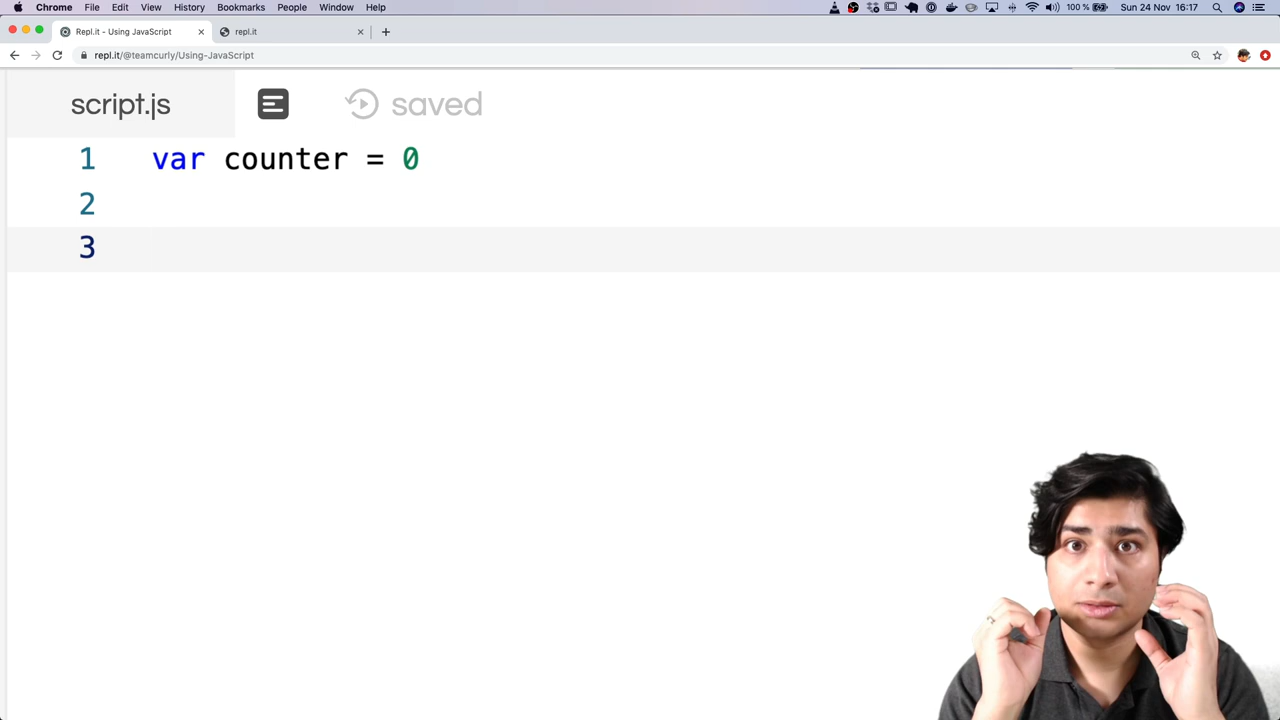 Chrome File Edit View History Bookmarks People Window Help 100 % Sun 24 Nov 16:17
Repl.it - Using JavaScript repl.it
repl.it/@teamcurly/Using-JavaScript
script.js saved
1 var counter = 0
2
3